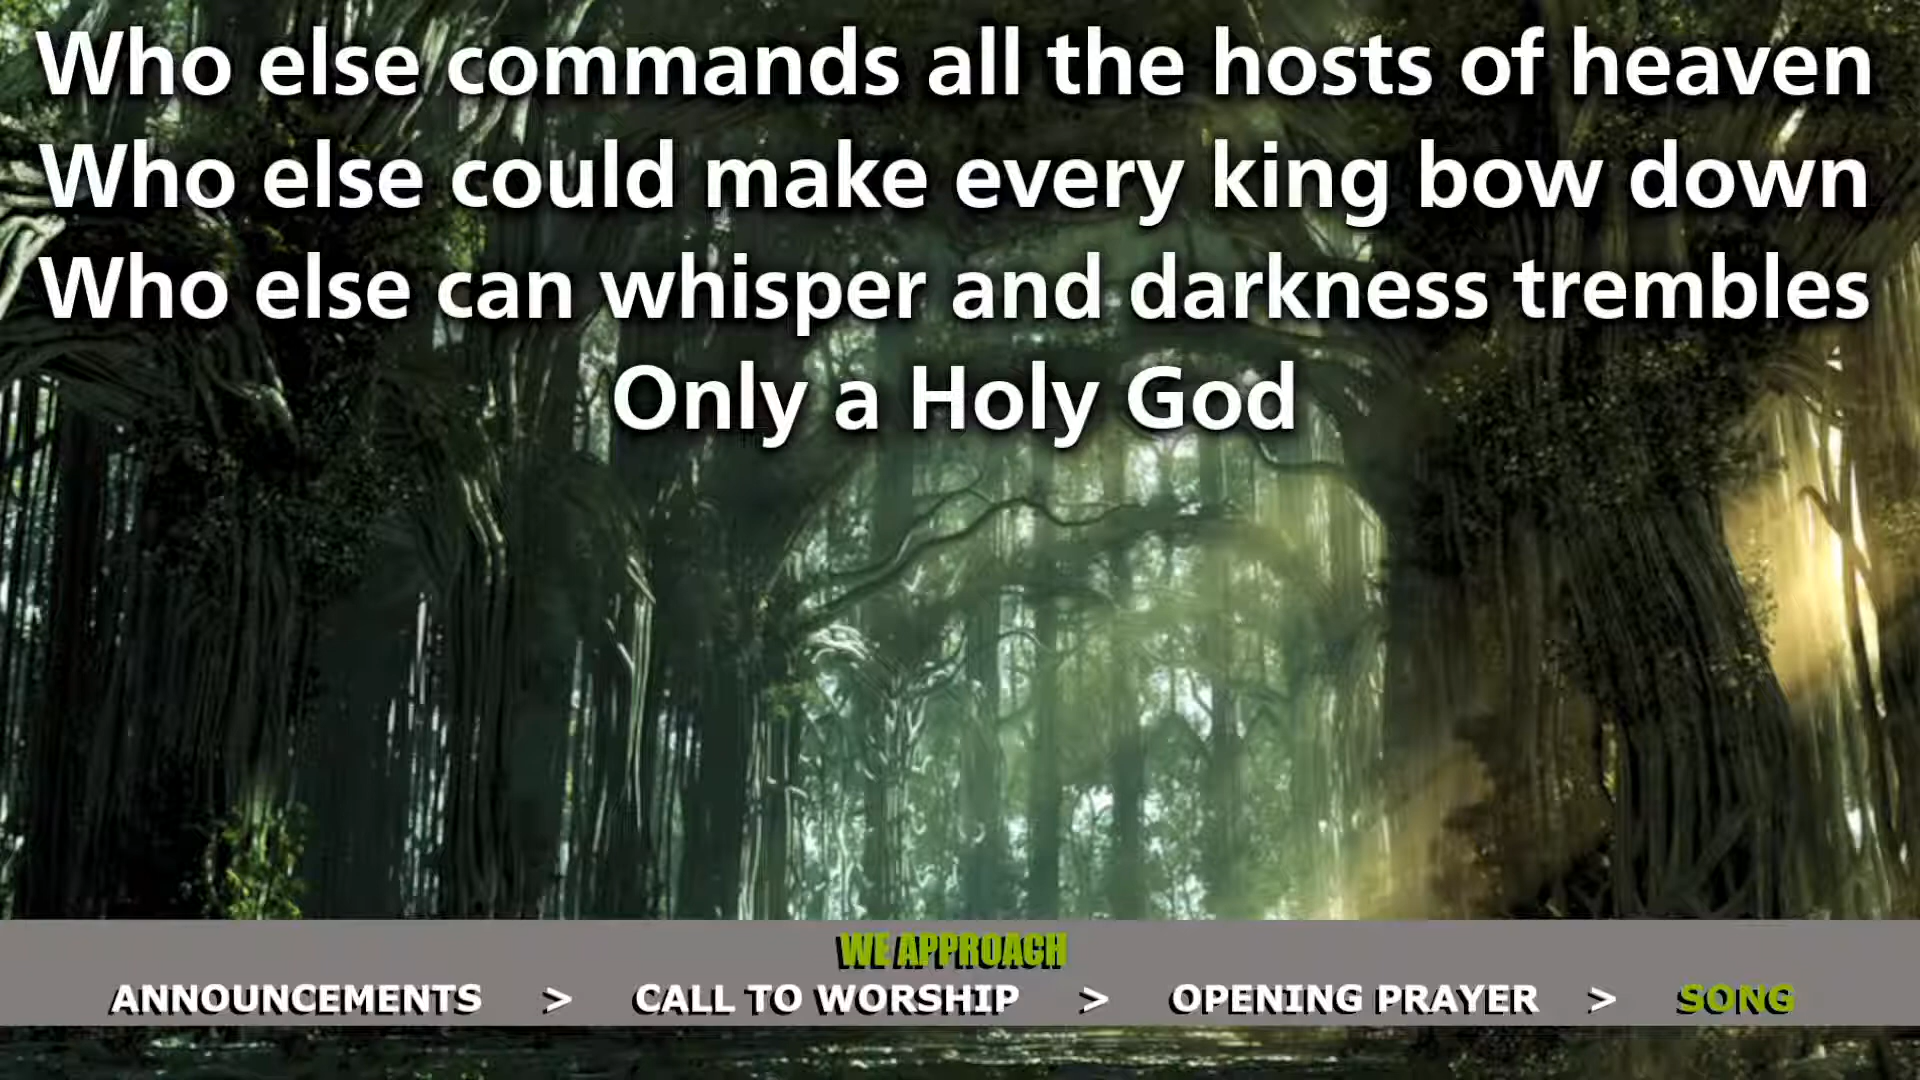 Who else commands all the hosts of heaven
Who else could make every king bow down
Who else can whisper and darkness trembles
Only a Holy God
WE APPROACH
ANNOUNCEMENTS > CALL TO WORSHIP > OPENING PRAYER > SONG